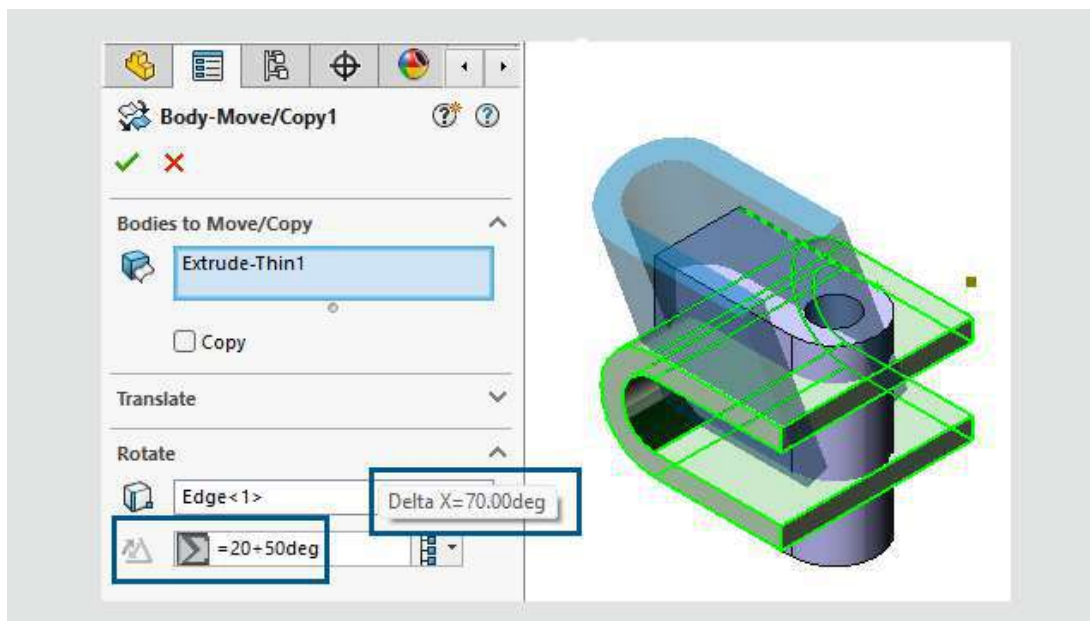 Body-Move/Copy1
Bodies to Move/Copy
Extrude-Thin1
Copy
Translate
Rotate
Edge<1>
Delta X=70.00deg
=20+50deg